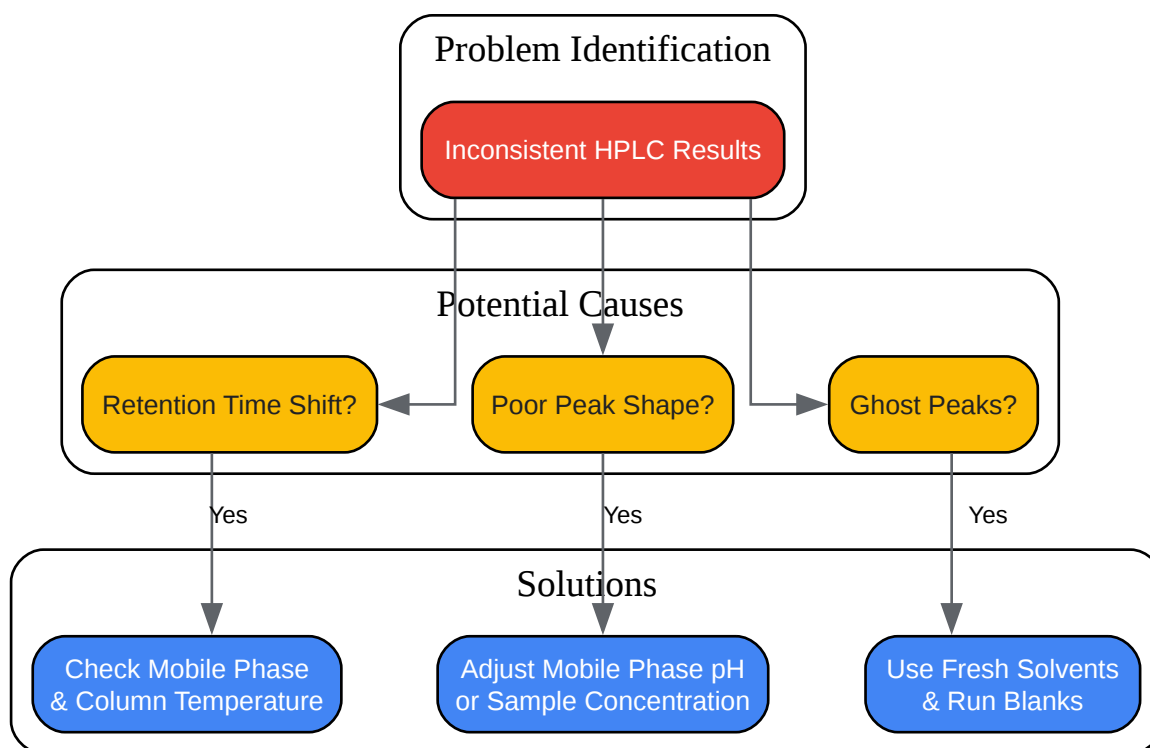 Problem Identification
Inconsistent HPLC Results
Potential Causes
Retention Time Shift?
Poor Peak Shape?
Ghost Peaks?
Yes
Yes
Yes
Solutions
Check Mobile Phase
& Column Temperature
Adjust Mobile Phase pH
or Sample Concentration
Use Fresh Solvents
& Run Blanks